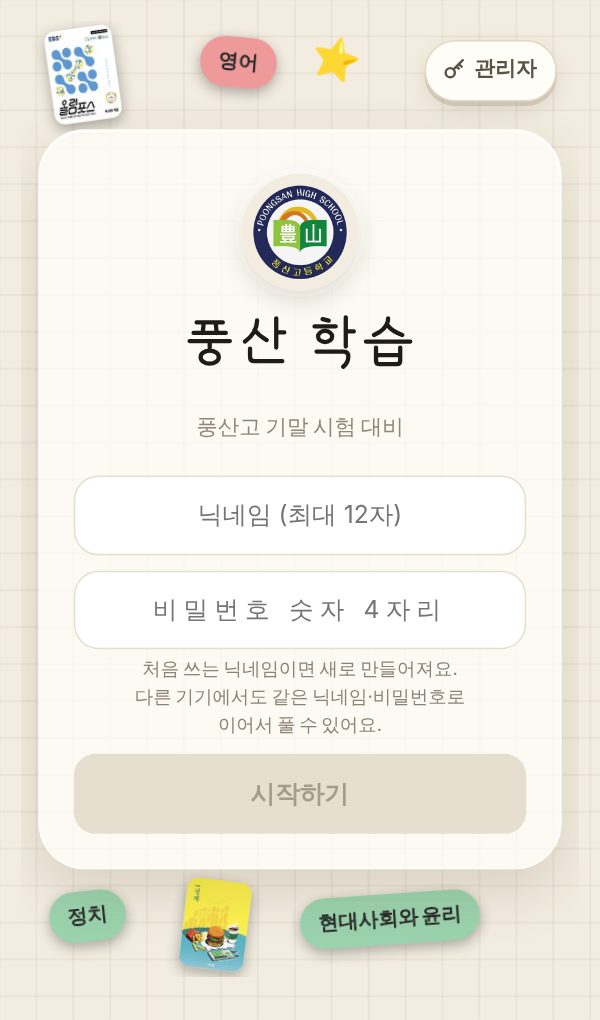 EBS
올림포스
영어
관리자
POONGSAN HIGH SCHOOL
豊山
풍산고등학교
풍산 학습
풍산고 기말 시험 대비
닉네임 (최대 12자)
비밀번호 숫자 4자리
처음 쓰는 닉네임이면 새로 만들어져요.
다른 기기에서도 같은 닉네임·비밀번호로
이어서 풀 수 있어요.
시작하기
정치
현대사회와 윤리